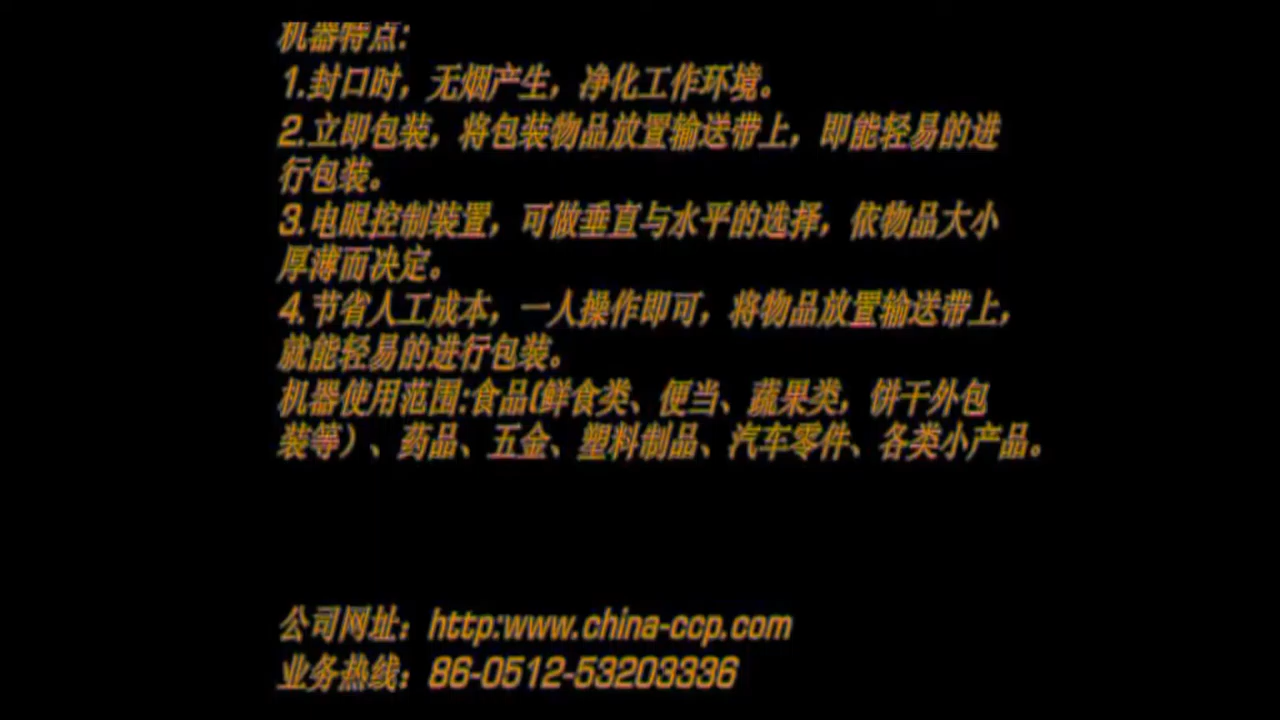 机器特点:
1.封口时，无烟产生，净化工作环境。
2.立即包装，将包装物品放置输送带上，即能轻易的进
行包装。
3.电眼控制装置，可做垂直与水平的选择，依物品大小
厚薄而决定。
4.节省人工成本，一人操作即可，将物品放置输送带上，
就能轻易的进行包装。
机器使用范围:食品(鲜食类、便当、蔬果类，饼干外包
装等）、药品、五金、塑料制品、汽车零件、各类小产品。
公司网址：http:www.china-ccp.com
业务热线：86-0512-53203336